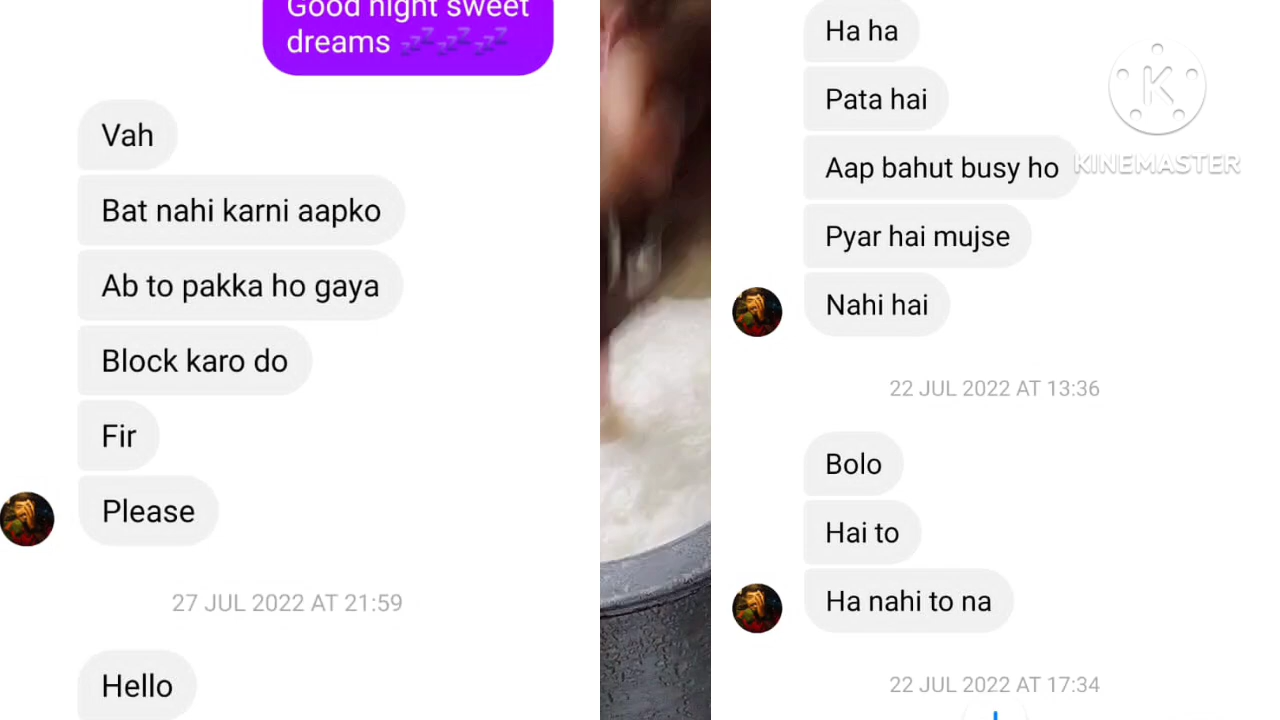 Good night sweet
dreams 💤💤💤
Vah
Bat nahi karni aapko
Ab to pakka ho gaya
Block karo do
Fir
Please
27 JUL 2022 AT 21:59
Hello
Ha ha
Pata hai
Aap bahut busy ho
Pyar hai mujse
Nahi hai
22 JUL 2022 AT 13:36
Bolo
Hai to
Ha nahi to na
22 JUL 2022 AT 17:34
K
KINEMASTER